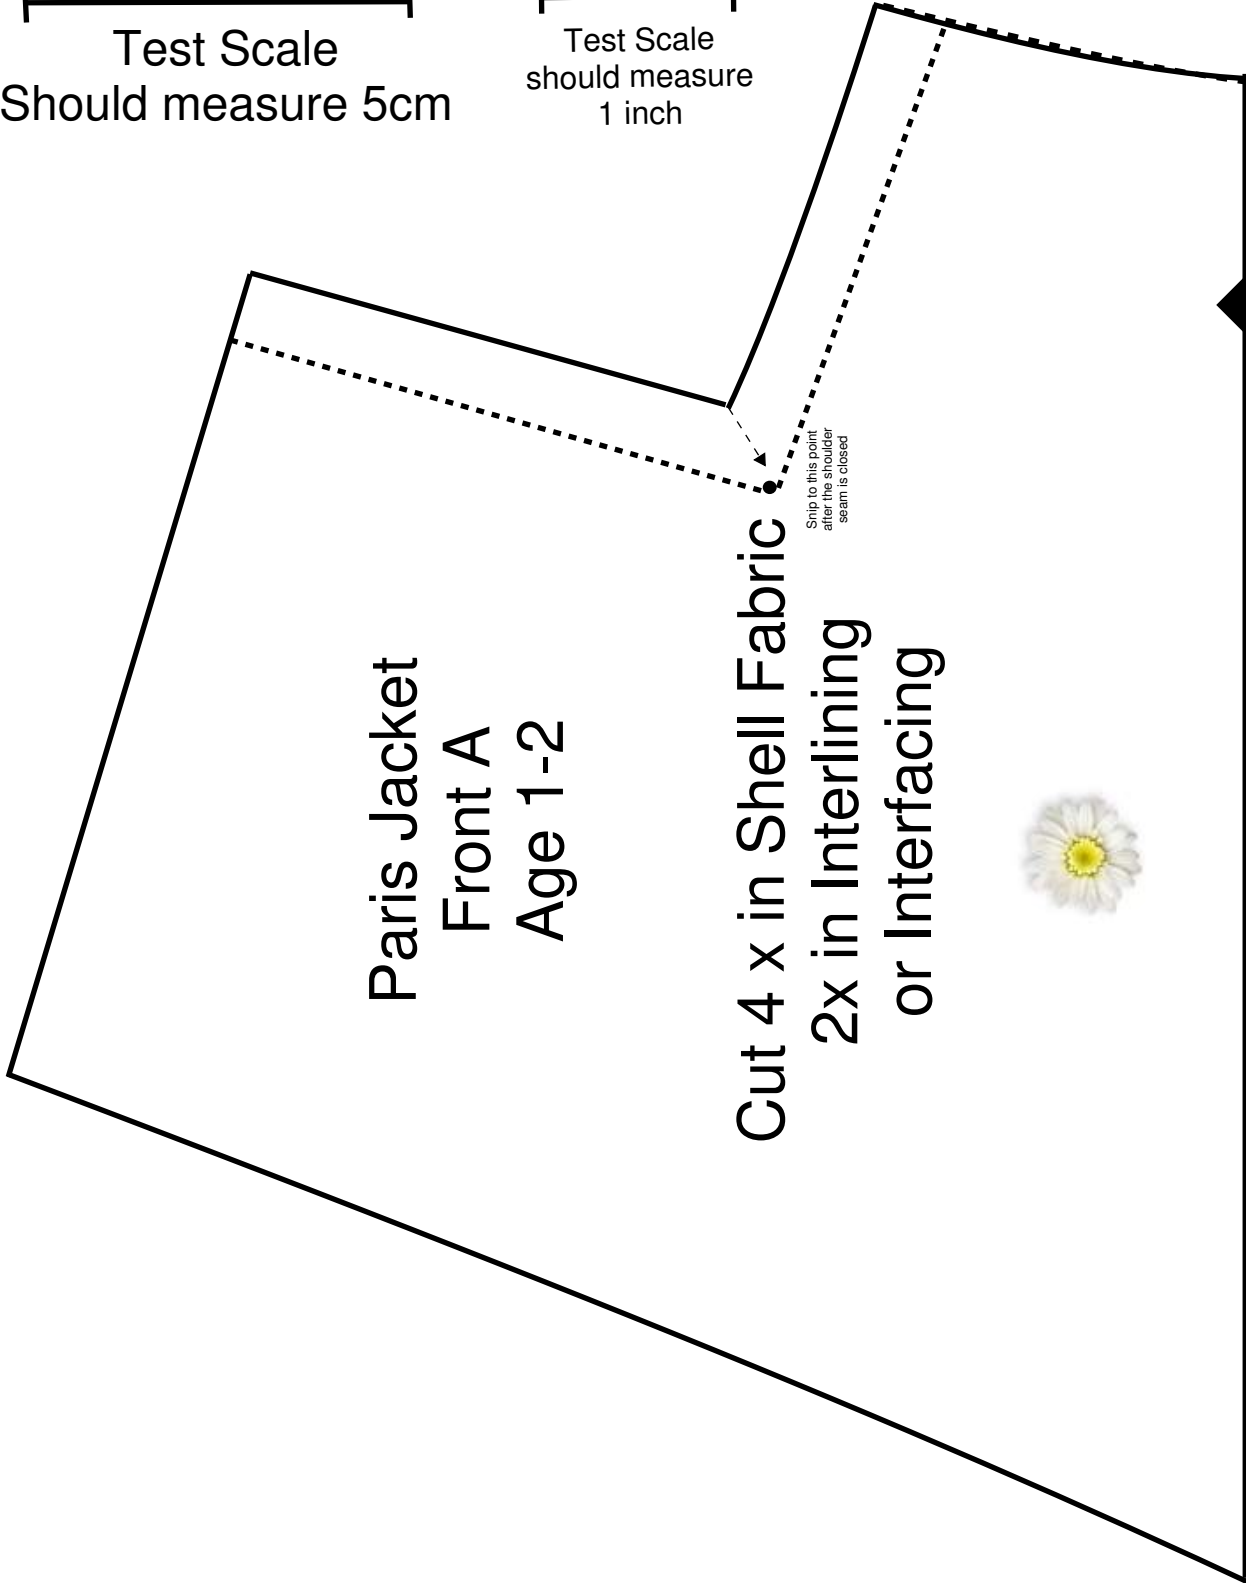 Test Scale
Should measure 5cm
Test Scale
should measure
1 inch
Snip to this point
after the shoulder
seam is closed
Paris Jacket
Front A
Age 1-2
Cut 4 x in Shell Fabric
2x in Interlining
or Interfacing